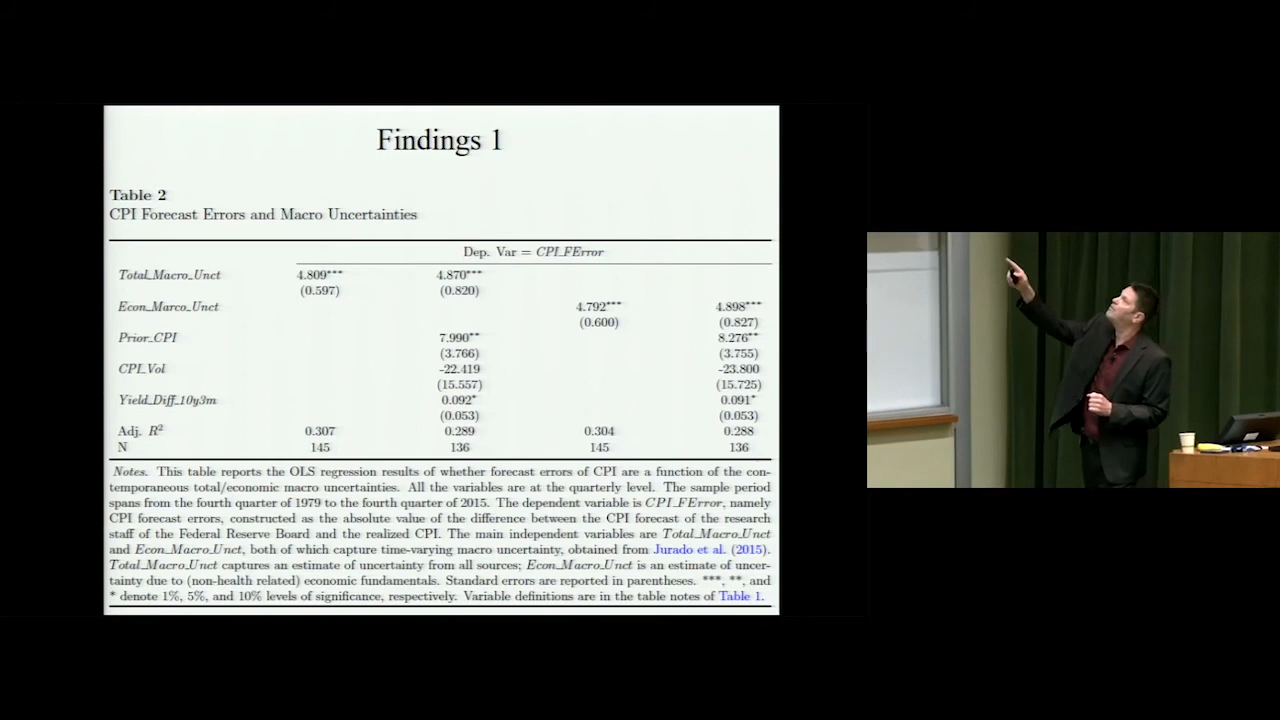 Findings 1
Table 2
CPI Forecast Errors and Macro Uncertainties
Dep. Var = CPI_FError
Total_Macro_Unct 4.809*** 4.870***
(0.597) (0.820)
Econ_Marco_Unct 4.792*** 4.898***
(0.600) (0.827)
Prior_CPI 7.990** 8.276**
(3.766) (3.755)
CPI_Vol -22.419 -23.800
(15.557) (15.725)
Yield_Diff_10y3m 0.092* 0.091*
(0.053) (0.053)
Adj. R² 0.307 0.289 0.304 0.288
N 145 136 145 136
Notes. This table reports the OLS regression results of whether forecast errors of CPI are a function of the con-
temporaneous total/economic macro uncertainties. All the variables are at the quarterly level. The sample period
spans from the fourth quarter of 1979 to the fourth quarter of 2015. The dependent variable is CPI_FError, namely
CPI forecast errors, constructed as the absolute value of the difference between the CPI forecast of the research
staff of the Federal Reserve Board and the realized CPI. The main independent variables are Total_Macro_Unct
and Econ_Macro_Unct, both of which capture time-varying macro uncertainty, obtained from Jurado et al. (2015).
Total_Macro_Unct captures an estimate of uncertainty from all sources; Econ_Macro_Unct is an estimate of uncer-
tainty due to (non-health related) economic fundamentals. Standard errors are reported in parentheses. ***, **, and
* denote 1%, 5%, and 10% levels of significance, respectively. Variable definitions are in the table notes of Table 1.